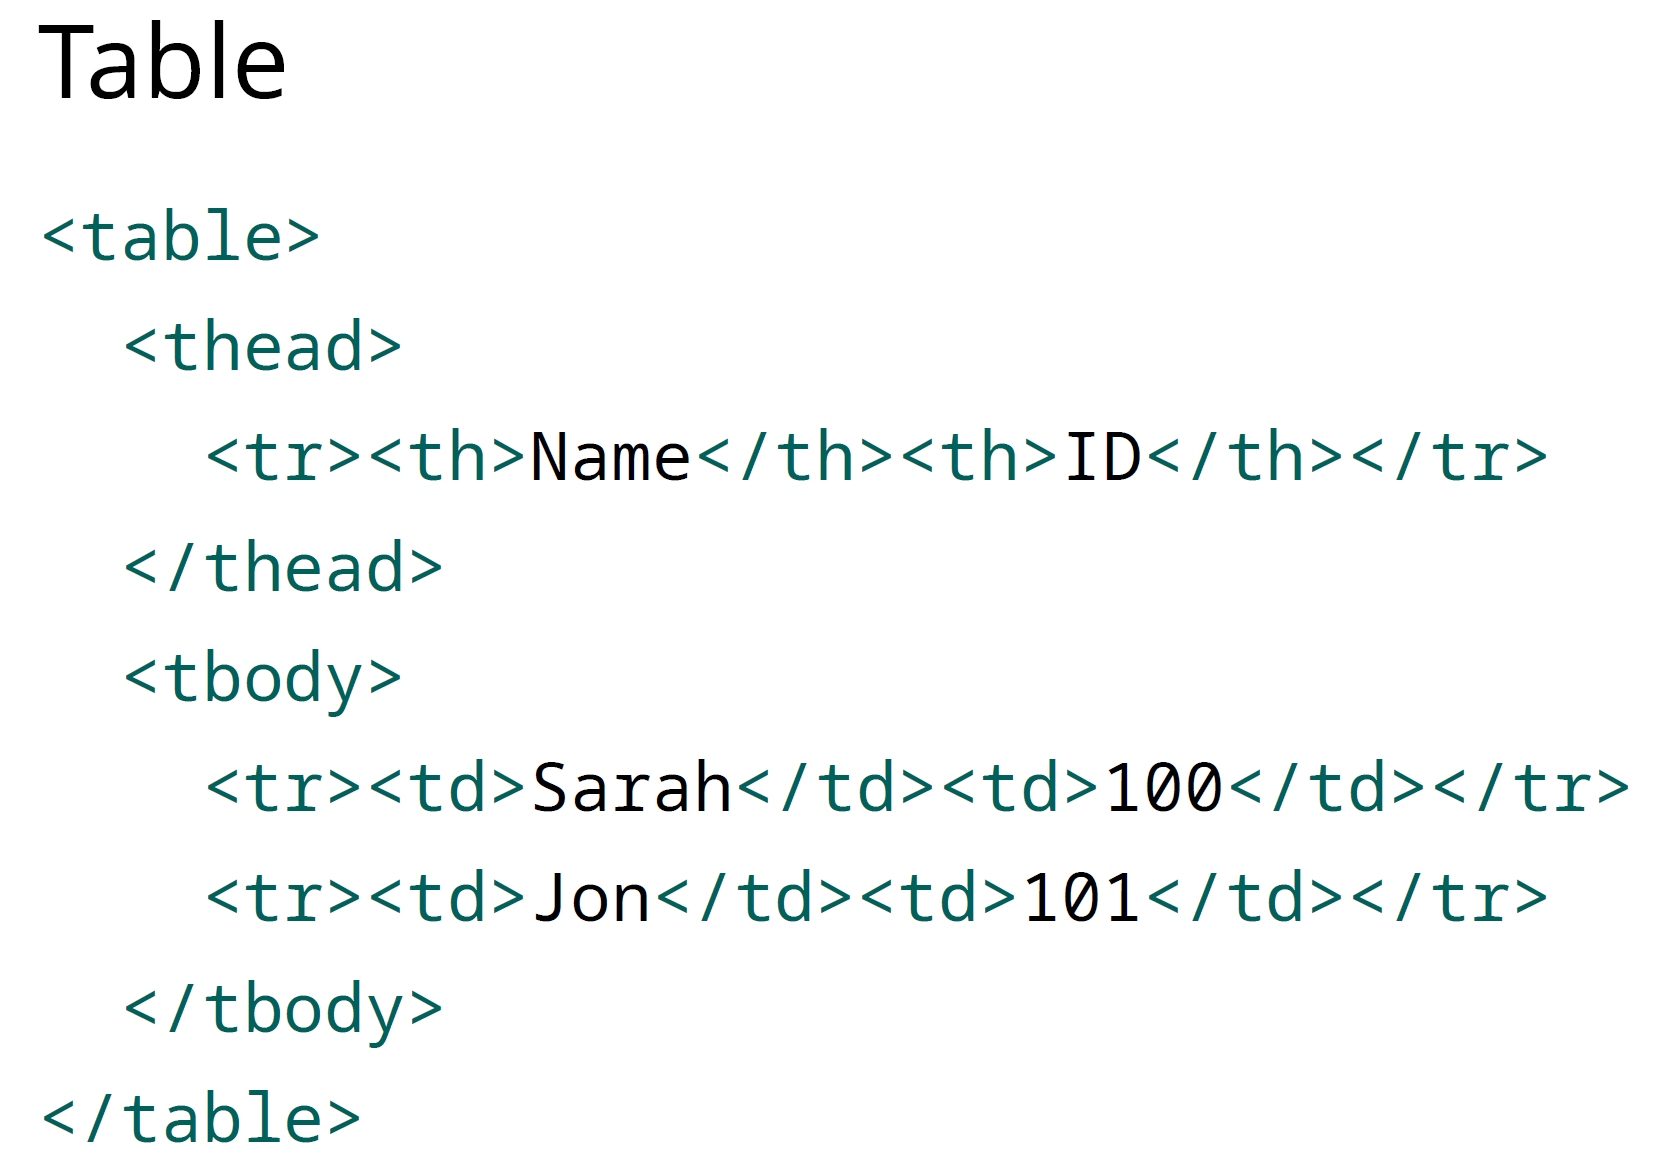 Table
<table>
  <thead>
    <tr><th>Name</th><th>ID</th></tr>
  </thead>
  <tbody>
    <tr><td>Sarah</td><td>100</td></tr>
    <tr><td>Jon</td><td>101</td></tr>
  </tbody>
</table>